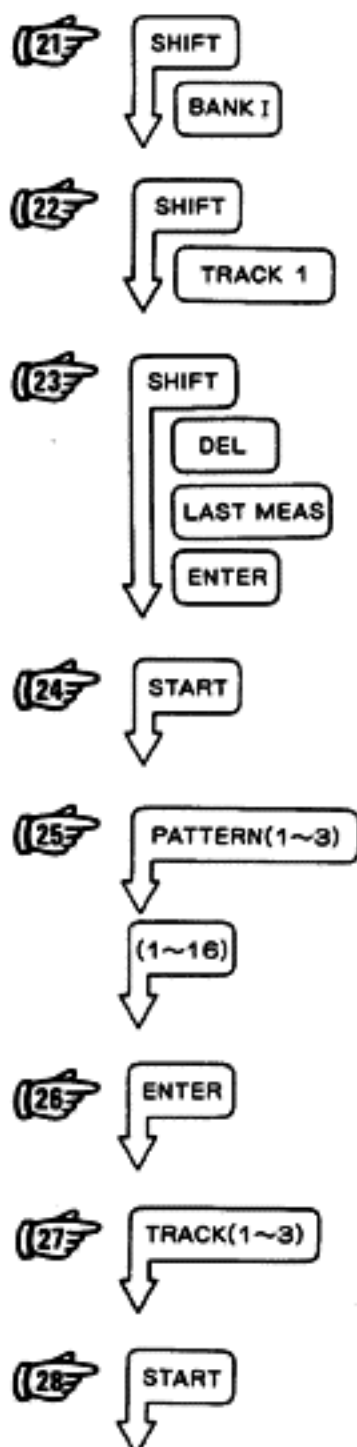 21
SHIFT
BANK I
22
SHIFT
TRACK 1
23
SHIFT
DEL
LAST MEAS
ENTER
24
START
25
PATTERN(1~3)
(1~16)
26
ENTER
27
TRACK(1~3)
28
START